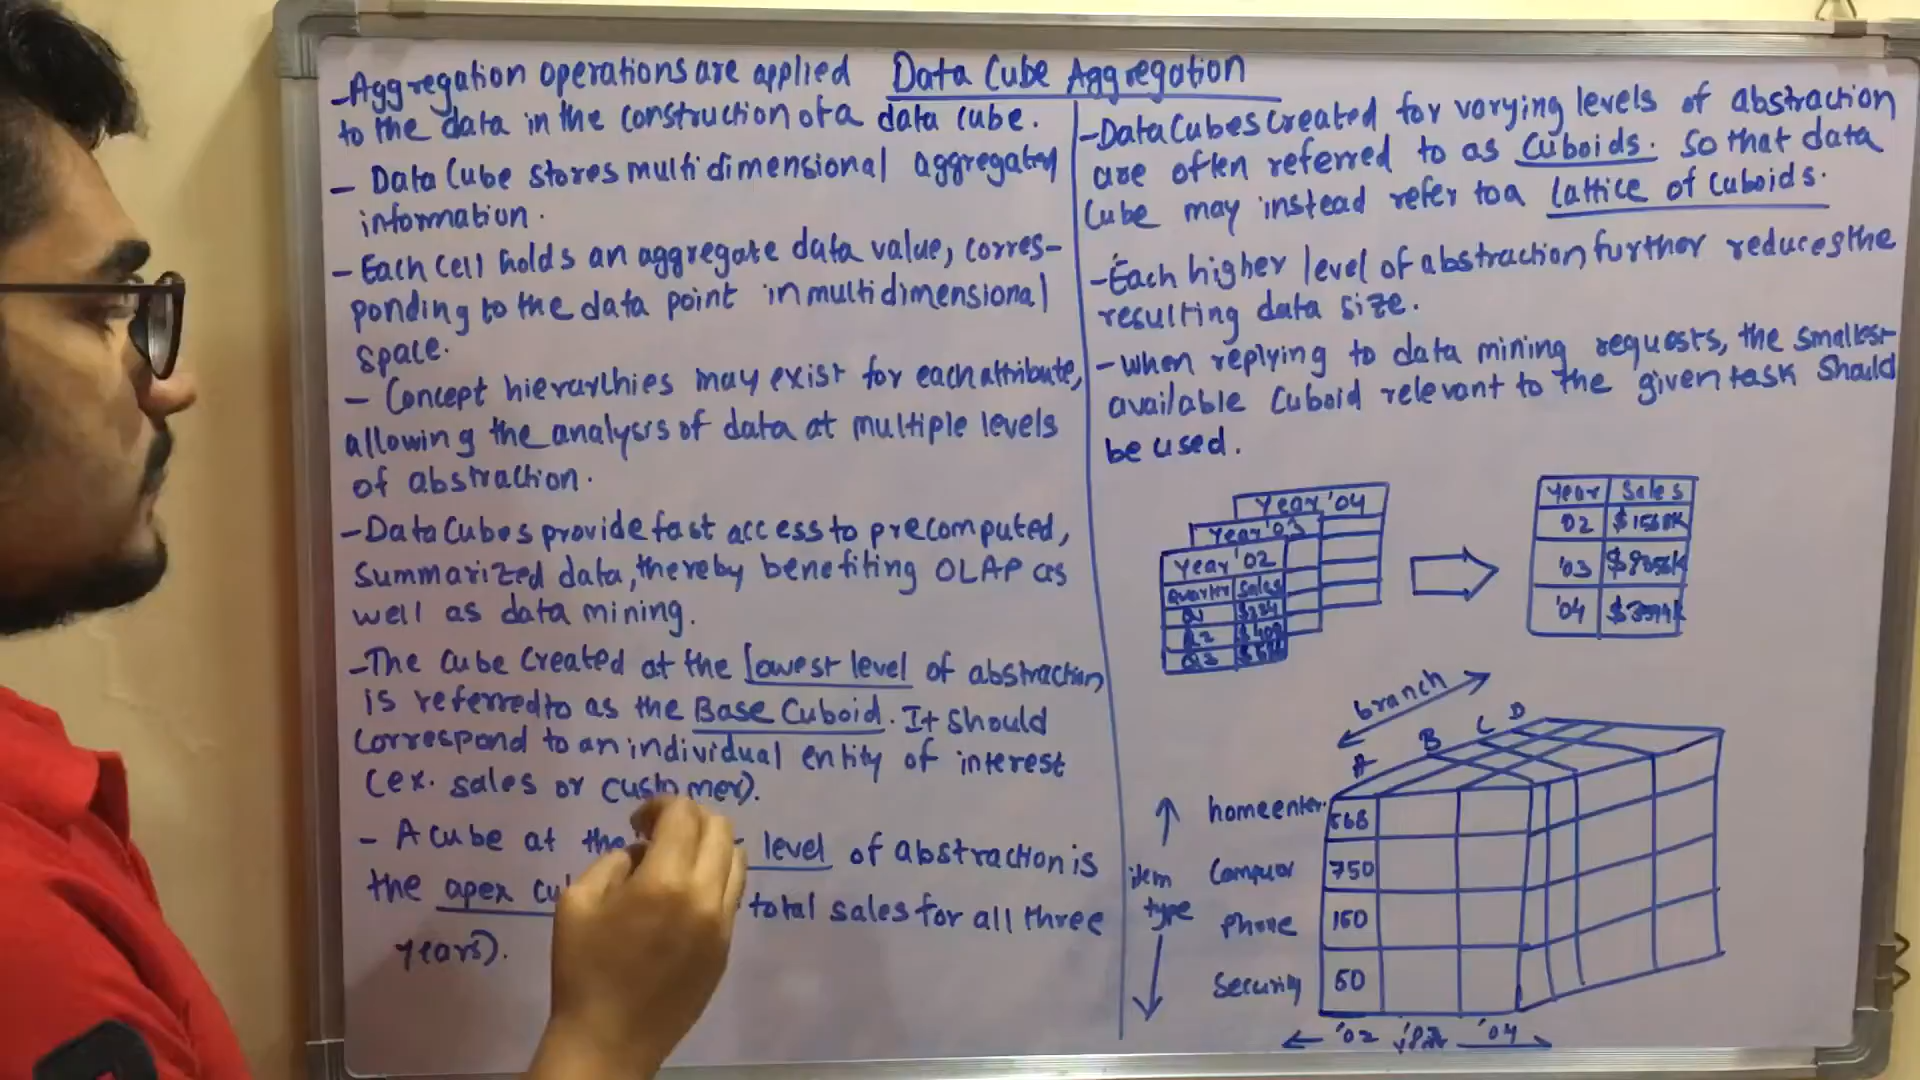 Data Cube Aggregation
-Aggregation operations are applied
to the data in the construction of a data cube.
- Data Cube stores multidimensional aggregated
information.
-Each cell holds an aggregate data value, corres-
ponding to the data point in multidimensional
space.
- Concept hierarchies may exist for each attribute,
allowing the analysis of data at multiple levels
of abstraction.
-Data Cubes provide fast access to precomputed,
summarized data, thereby benefiting OLAP as
well as data mining.
-The Cube Created at the lowest level of abstraction
is referred to as the Base Cuboid. It should
correspond to an individual entity of interest
(ex. sales or customer).
- A cube at the level of abstraction is
the apex total sales for all three
years).
-Data Cubes created for varying levels of abstraction
are often referred to as Cuboids. So that data
Cube may instead refer to a Lattice of Cuboids.
-Each higher level of abstraction further reduces the
resulting data size.
-When replying to data mining requests, the smallest
available Cuboid relevant to the given task should
be used.
Year '04
Year '03
Year '02
Quarter Sales
Q1 $224
Q2 $408
Q3
Year Sales
'02
'03
'04
branch
A B C D
item
type
homeenter. 568
750
Phone 150
Security 50
'02 '04